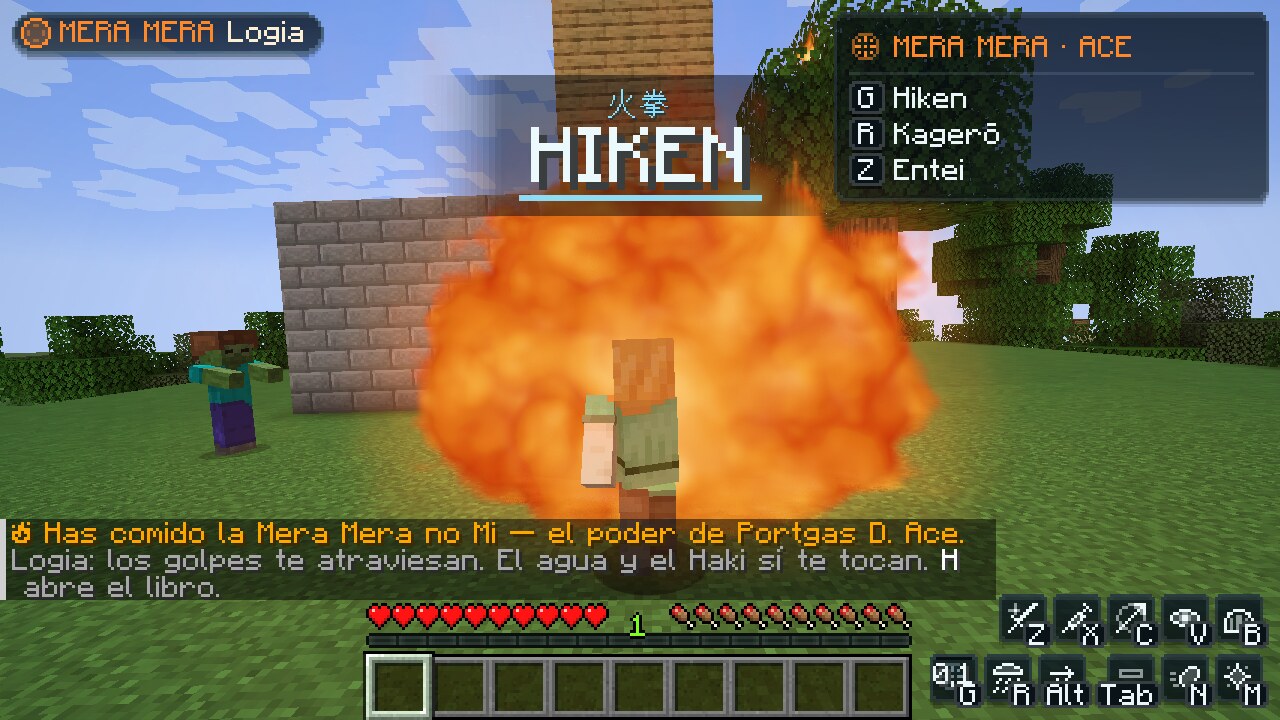 MERA MERA Logia
MERA MERA · ACE
G Hiken
R Kagerō
Z Entei
火拳
HIKEN
Has comido la Mera Mera no Mi — el poder de Portgas D. Ace.
Logia: los golpes te atraviesan. El agua y el Haki sí te tocan. H
abre el libro.
1
Z X C V B
0.1 G R Alt Tab N M